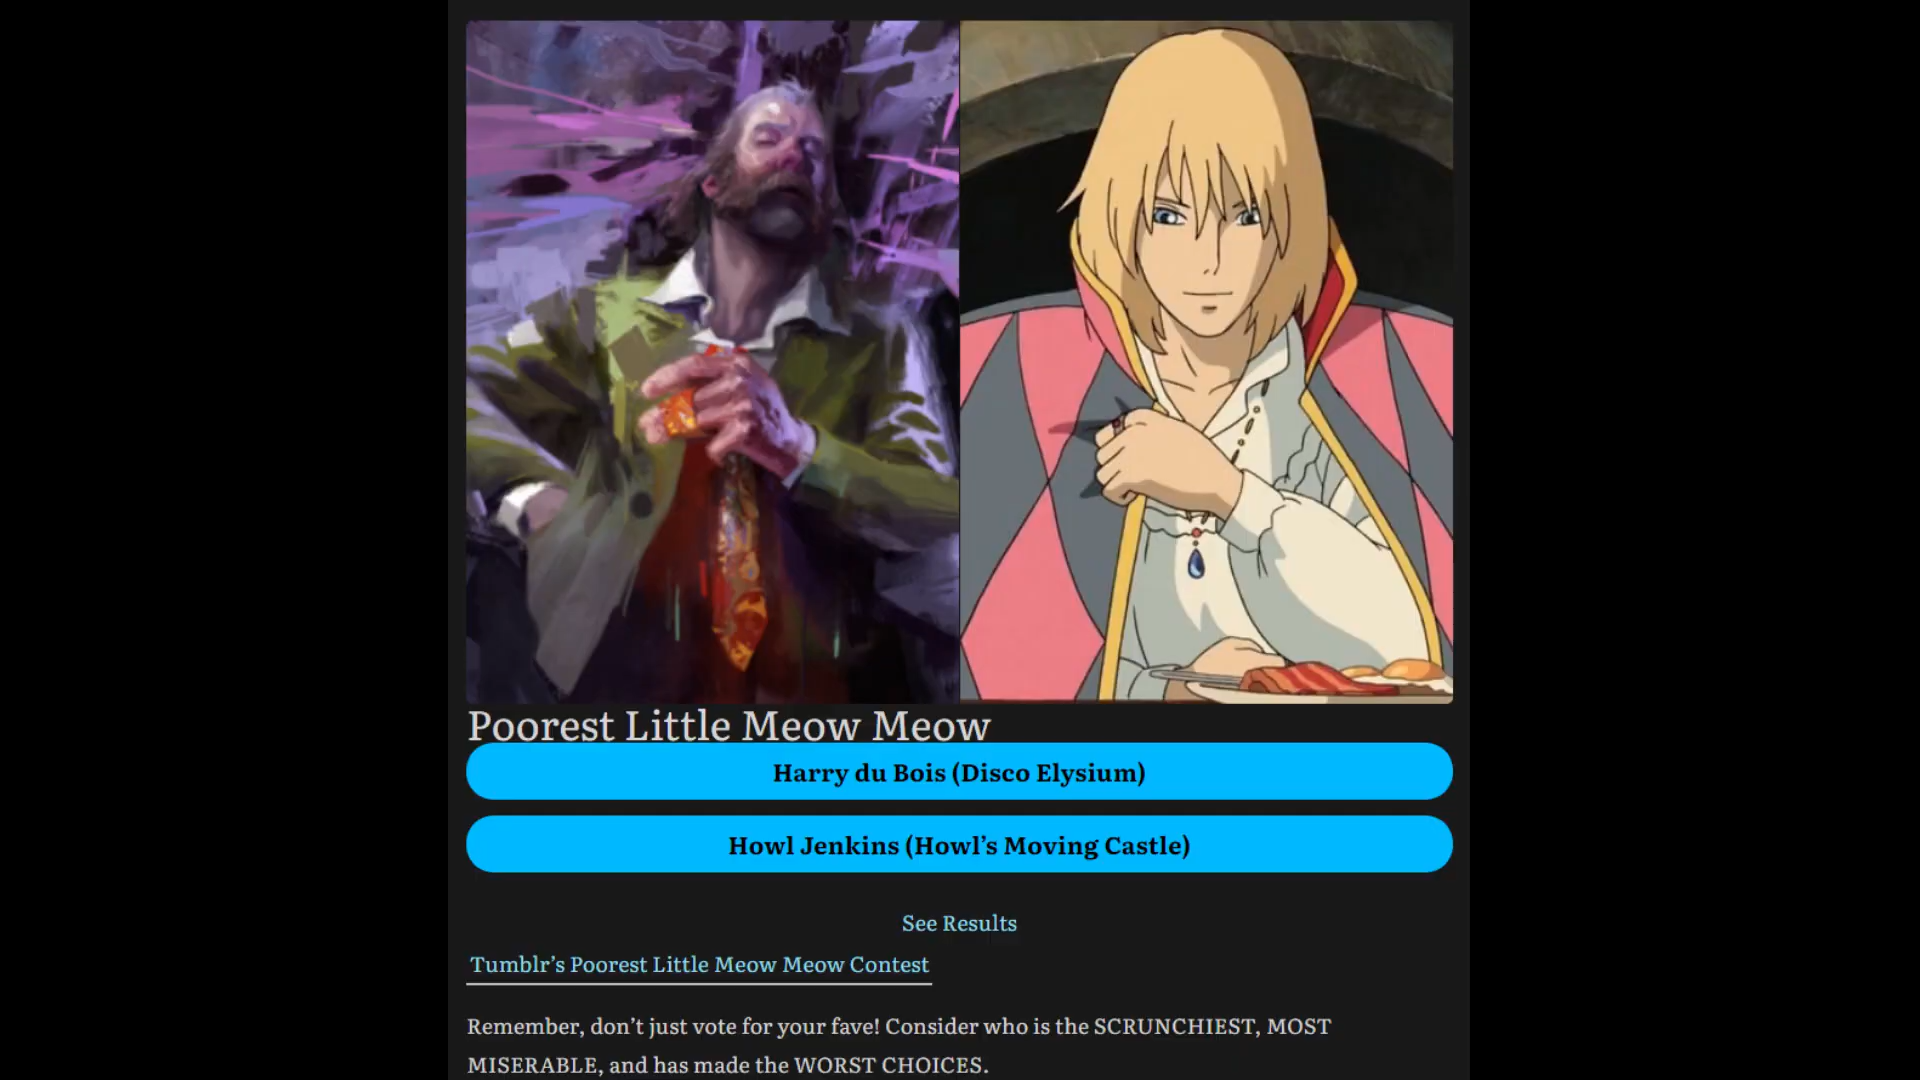 Poorest Little Meow Meow
Harry du Bois (Disco Elysium)
Howl Jenkins (Howl’s Moving Castle)
See Results
Tumblr’s Poorest Little Meow Meow Contest
Remember, don’t just vote for your fave! Consider who is the SCRUNCHIEST, MOST
MISERABLE, and has made the WORST CHOICES.